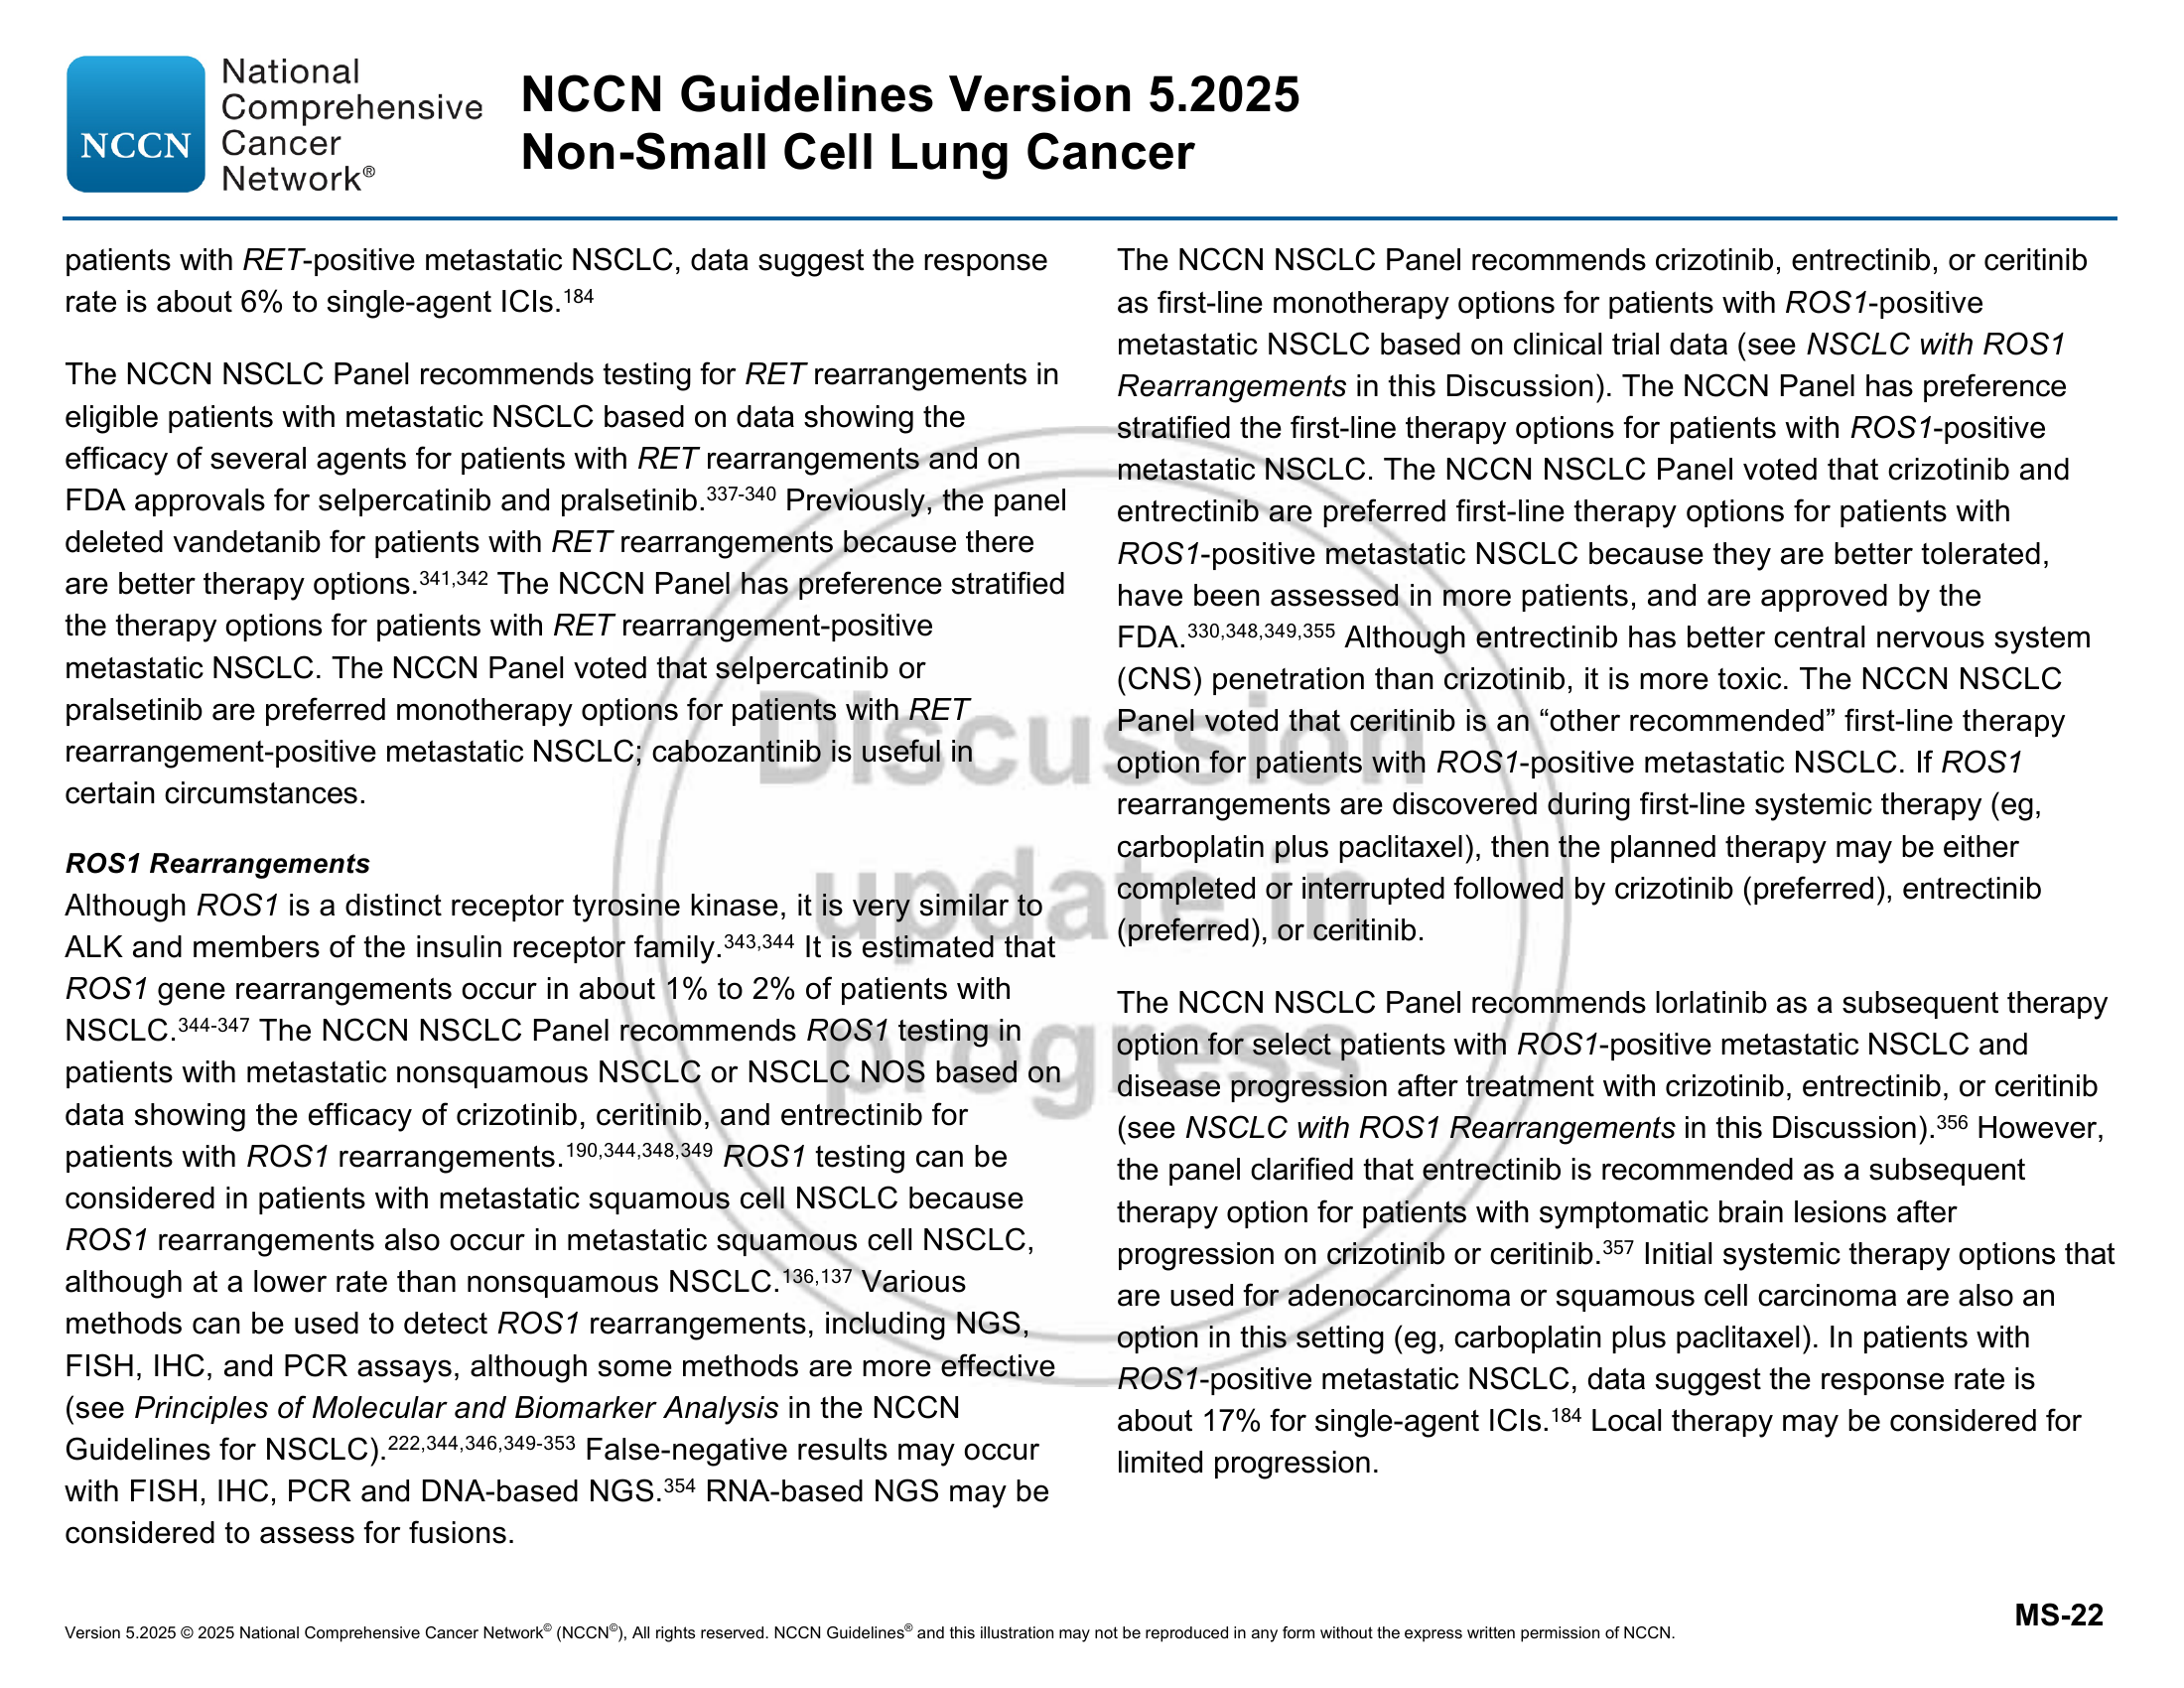 National
Comprehensive
NCCN Cancer
Network®
NCCN Guidelines Version 5.2025
Non-Small Cell Lung Cancer
patients with RET-positive metastatic NSCLC, data suggest the response
rate is about 6% to single-agent ICIs.184
The NCCN NSCLC Panel recommends testing for RET rearrangements in
eligible patients with metastatic NSCLC based on data showing the
efficacy of several agents for patients with RET rearrangements and on
FDA approvals for selpercatinib and pralsetinib.337-340 Previously, the panel
deleted vandetanib for patients with RET rearrangements because there
are better therapy options.341,342 The NCCN Panel has preference stratified
the therapy options for patients with RET rearrangement-positive
metastatic NSCLC. The NCCN Panel voted that selpercatinib or
pralsetinib are preferred monotherapy options for patients with RET
rearrangement-positive metastatic NSCLC; cabozantinib is useful in
certain circumstances.
ROS1 Rearrangements
Although ROS1 is a distinct receptor tyrosine kinase, it is very similar to
ALK and members of the insulin receptor family.343,344 It is estimated that
ROS1 gene rearrangements occur in about 1% to 2% of patients with
NSCLC.344-347 The NCCN NSCLC Panel recommends ROS1 testing in
patients with metastatic nonsquamous NSCLC or NSCLC NOS based on
data showing the efficacy of crizotinib, ceritinib, and entrectinib for
patients with ROS1 rearrangements.190,344,348,349 ROS1 testing can be
considered in patients with metastatic squamous cell NSCLC because
ROS1 rearrangements also occur in metastatic squamous cell NSCLC,
although at a lower rate than nonsquamous NSCLC.136,137 Various
methods can be used to detect ROS1 rearrangements, including NGS,
FISH, IHC, and PCR assays, although some methods are more effective
(see Principles of Molecular and Biomarker Analysis in the NCCN
Guidelines for NSCLC).222,344,346,349-353 False-negative results may occur
with FISH, IHC, PCR and DNA-based NGS.354 RNA-based NGS may be
considered to assess for fusions.
The NCCN NSCLC Panel recommends crizotinib, entrectinib, or ceritinib
as first-line monotherapy options for patients with ROS1-positive
metastatic NSCLC based on clinical trial data (see NSCLC with ROS1
Rearrangements in this Discussion). The NCCN Panel has preference
stratified the first-line therapy options for patients with ROS1-positive
metastatic NSCLC. The NCCN NSCLC Panel voted that crizotinib and
entrectinib are preferred first-line therapy options for patients with
ROS1-positive metastatic NSCLC because they are better tolerated,
have been assessed in more patients, and are approved by the
FDA.330,348,349,355 Although entrectinib has better central nervous system
(CNS) penetration than crizotinib, it is more toxic. The NCCN NSCLC
Panel voted that ceritinib is an “other recommended” first-line therapy
option for patients with ROS1-positive metastatic NSCLC. If ROS1
rearrangements are discovered during first-line systemic therapy (eg,
carboplatin plus paclitaxel), then the planned therapy may be either
completed or interrupted followed by crizotinib (preferred), entrectinib
(preferred), or ceritinib.
The NCCN NSCLC Panel recommends lorlatinib as a subsequent therapy
option for select patients with ROS1-positive metastatic NSCLC and
disease progression after treatment with crizotinib, entrectinib, or ceritinib
(see NSCLC with ROS1 Rearrangements in this Discussion).356 However,
the panel clarified that entrectinib is recommended as a subsequent
therapy option for patients with symptomatic brain lesions after
progression on crizotinib or ceritinib.357 Initial systemic therapy options that
are used for adenocarcinoma or squamous cell carcinoma are also an
option in this setting (eg, carboplatin plus paclitaxel). In patients with
ROS1-positive metastatic NSCLC, data suggest the response rate is
about 17% for single-agent ICIs.184 Local therapy may be considered for
limited progression.
Discussion
update in
progress
MS-22
Version 5.2025 © 2025 National Comprehensive Cancer Network© (NCCN©), All rights reserved. NCCN Guidelines® and this illustration may not be reproduced in any form without the express written permission of NCCN.